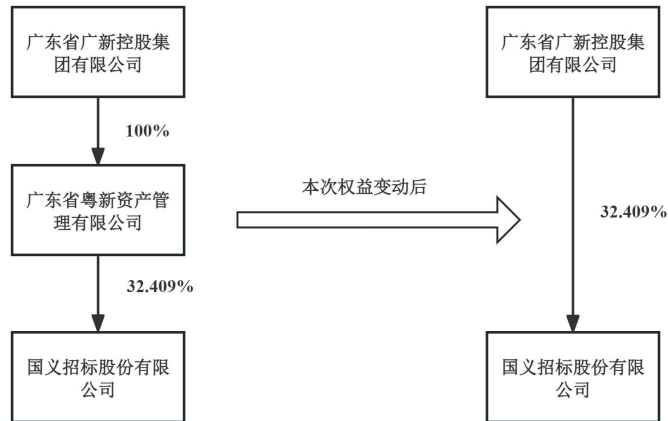 广东省广新控股集
团有限公司
100%
广东省粤新资产管
理有限公司
32.409%
国义招标股份有限
公司
本次权益变动后
广东省广新控股集
团有限公司
32.409%
国义招标股份有限
公司